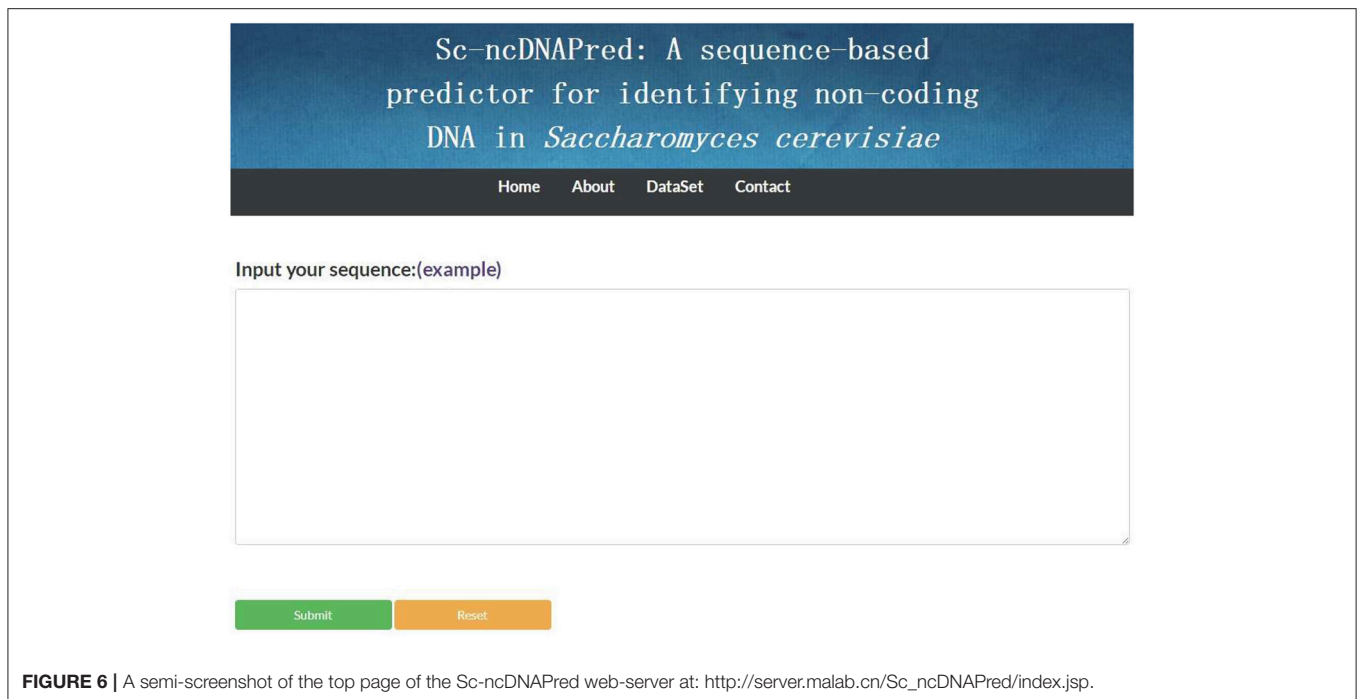 Sc-ncDNAPred: A sequence-based
predictor for identifying non-coding
DNA in Saccharomyces cerevisiae
Home About DataSet Contact
Input your sequence:(example)
Submit Reset
FIGURE 6 | A semi-screenshot of the top page of the Sc-ncDNAPred web-server at: http://server.malab.cn/Sc_ncDNAPred/index.jsp.